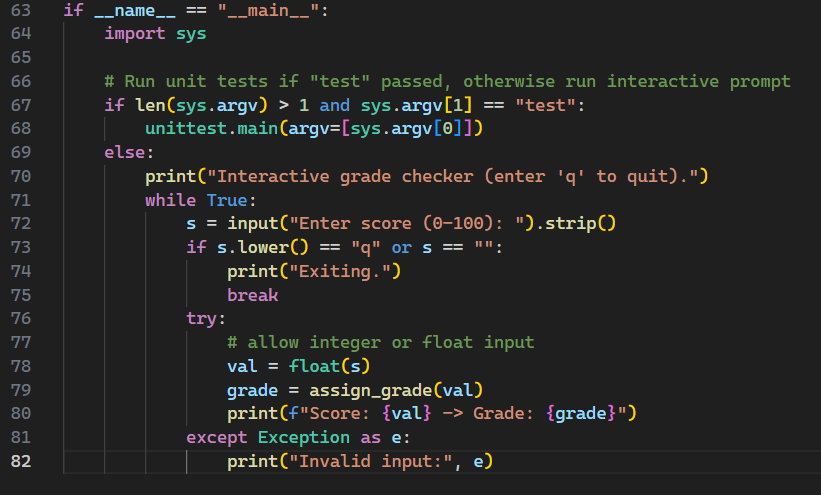 63 if __name__ == "__main__":
64     import sys
65
66     # Run unit tests if "test" passed, otherwise run interactive prompt
67     if len(sys.argv) > 1 and sys.argv[1] == "test":
68         unittest.main(argv=[sys.argv[0]])
69     else:
70         print("Interactive grade checker (enter 'q' to quit).")
71         while True:
72             s = input("Enter score (0-100): ").strip()
73             if s.lower() == "q" or s == "":
74                 print("Exiting.")
75                 break
76             try:
77                 # allow integer or float input
78                 val = float(s)
79                 grade = assign_grade(val)
80                 print(f"Score: {val} -> Grade: {grade}")
81             except Exception as e:
82                 print("Invalid input:", e)